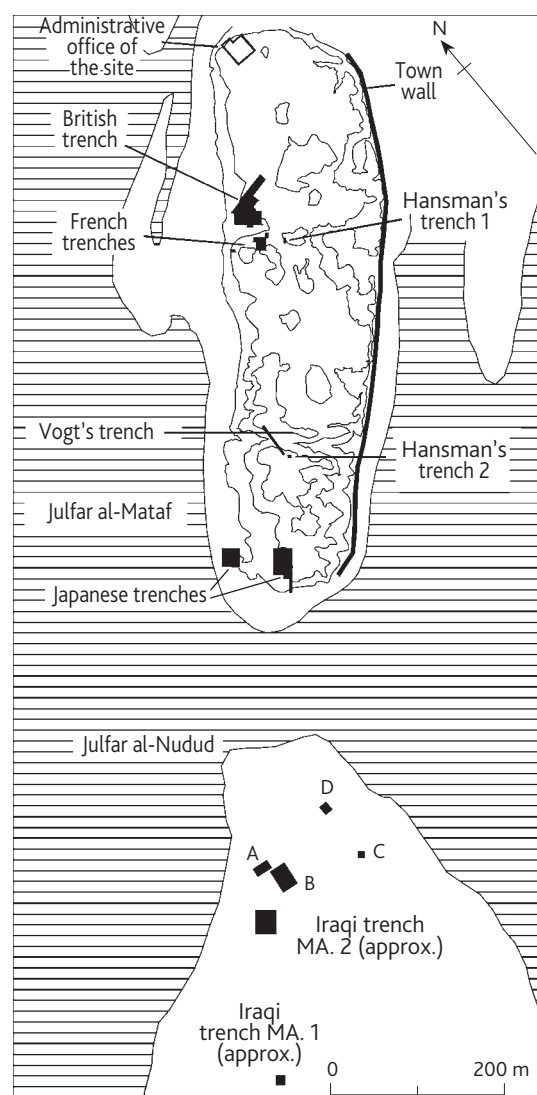 Administrative
office of
the site
N
Town
wall
British
trench
French
trenches
Hansman's
trench 1
Vogt's trench
Hansman's
trench 2
Julfar al-Mataf
Japanese trenches
Julfar al-Nudud
D
A
C
B
Iraqi trench
MA. 2 (approx.)
Iraqi
trench MA. 1
(approx.)
0 200 m